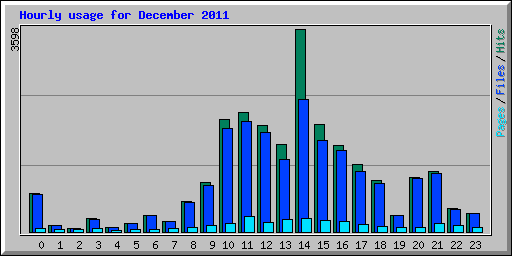 Hourly usage for December 2011
3598
Pages/Files/Hits
0 1 2 3 4 5 6 7 8 9 10 11 12 13 14 15 16 17 18 19 20 21 22 23